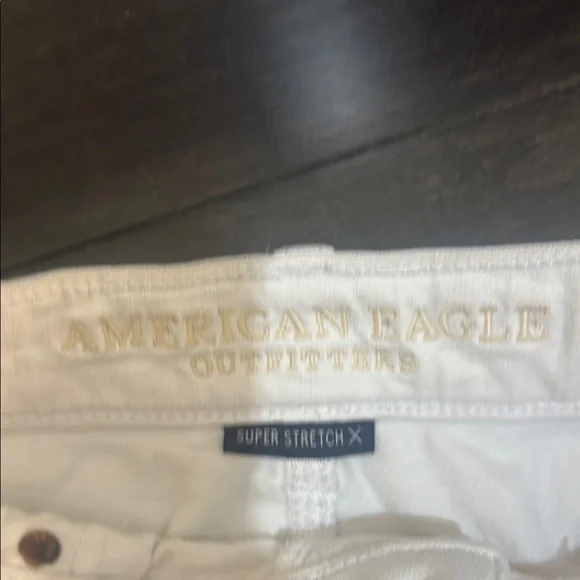 AMERICAN EAGLE
OUTFITTERS
SUPER STRETCH X